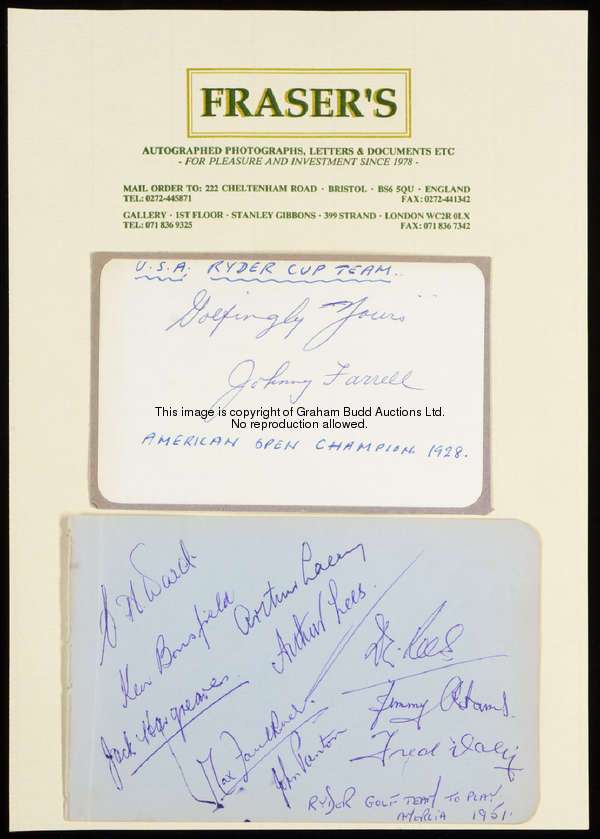 FRASER'S
AUTOGRAPHED PHOTOGRAPHS, LETTERS & DOCUMENTS ETC
- FOR PLEASURE AND INVESTMENT SINCE 1978 -
MAIL ORDER TO: 222 CHELTENHAM ROAD · BRISTOL · BS6 5QU · ENGLAND
TEL: 0272-445871 FAX: 0272-441342
GALLERY · 1ST FLOOR · STANLEY GIBBONS · 399 STRAND · LONDON WC2R 0LX
TEL: 071 836 9325 FAX: 071 836 7342
U.S.A. RYDER CUP TEAM.
Golfingly Yours
Johnny Farrell
This image is copyright of Graham Budd Auctions Ltd.
No reproduction allowed.
AMERICAN OPEN CHAMPION. 1928.
C H Ward
Ken Bousfield
Arthur Lacey
Arthur Lees.
Jack Hargreaves.
Max Faulkner.
John Panton
D. Rees
Jimmy Adams.
Fred Daly
RYDER GOLF TEAM TO PLAY
1951